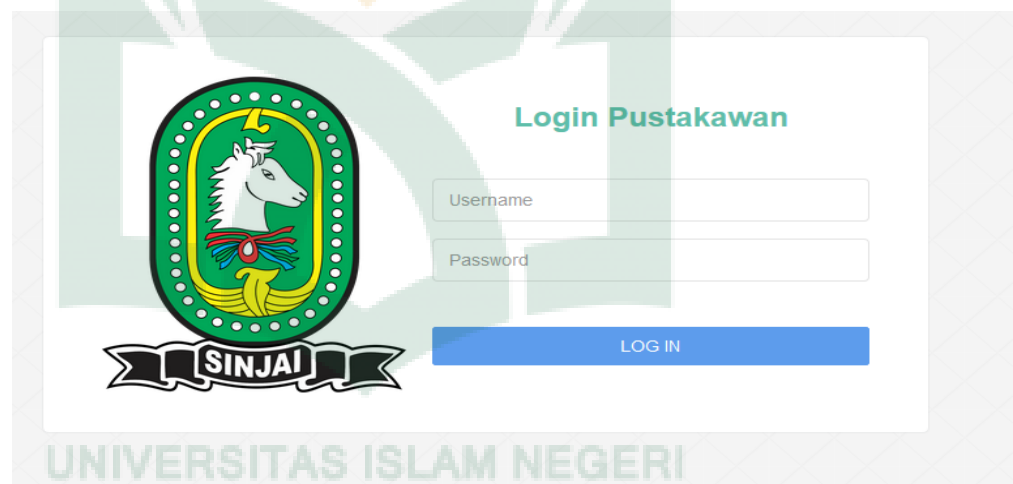 Login Pustakawan
Username
Password
LOG IN
SINJAI
UNIVERSITAS ISLAM NEGERI